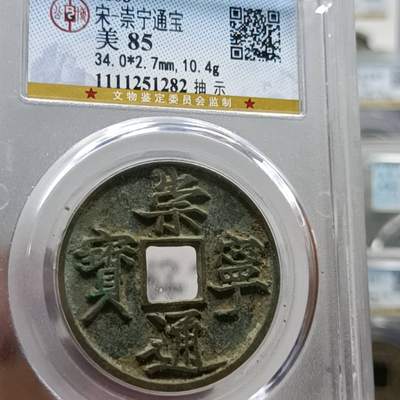 宋·崇宁通宝
美 85
34.0*2.7mm,10.4g
1111251282 抽 示
★ 文物鉴定委员会监制 ★
崇
寶 寧
通